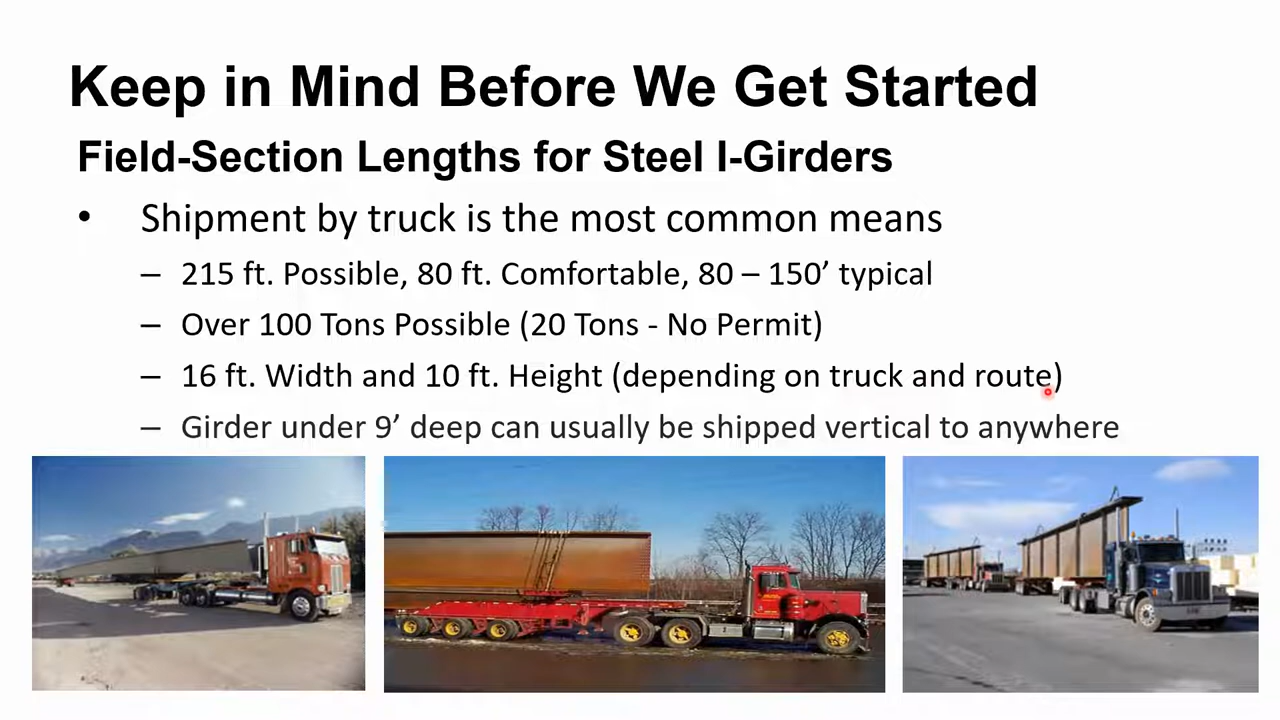 Keep in Mind Before We Get Started
Field-Section Lengths for Steel I-Girders
• Shipment by truck is the most common means
– 215 ft. Possible, 80 ft. Comfortable, 80 – 150’ typical
– Over 100 Tons Possible (20 Tons - No Permit)
– 16 ft. Width and 10 ft. Height (depending on truck and route)
– Girder under 9’ deep can usually be shipped vertical to anywhere